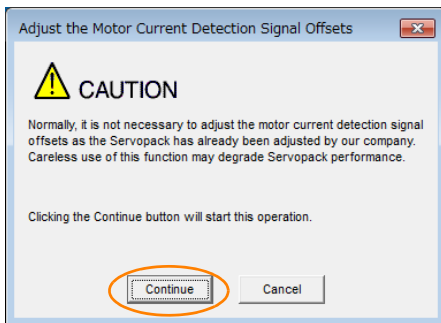 Adjust the Motor Current Detection Signal Offsets
CAUTION
Normally, it is not necessary to adjust the motor current detection signal
offsets as the Servopack has already been adjusted by our company.
Careless use of this function may degrade Servopack performance.
Clicking the Continue button will start this operation.
Continue Cancel